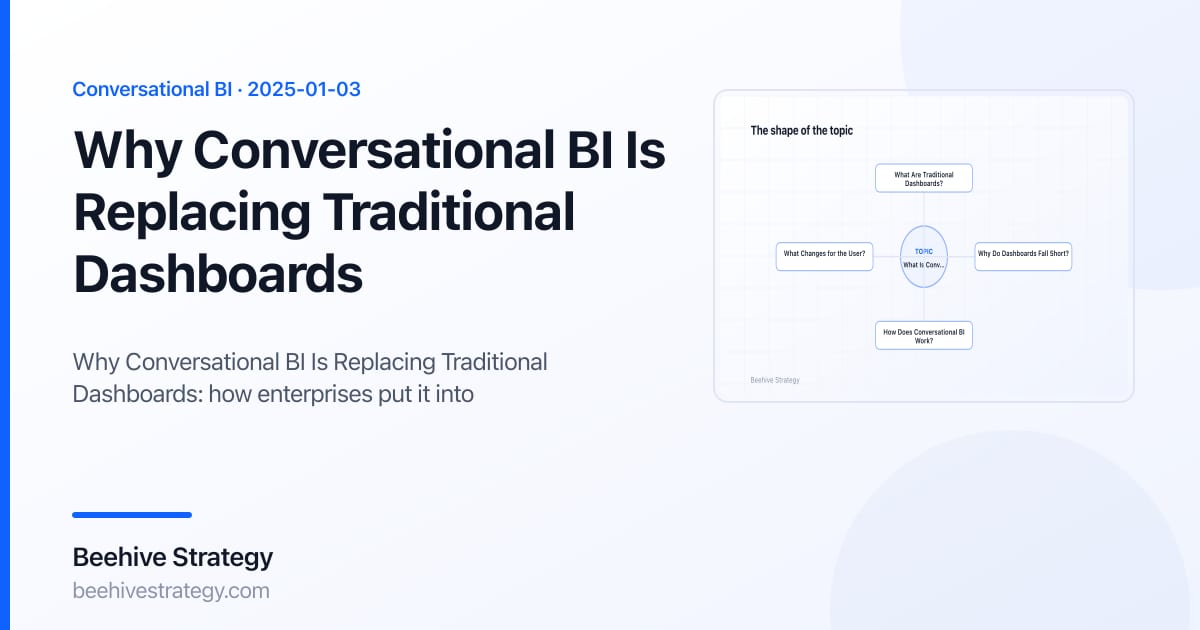 Conversational BI · 2025-01-03
Why Conversational BI Is
Replacing Traditional
Dashboards
Why Conversational BI Is Replacing Traditional
Dashboards: how enterprises put it into
Beehive Strategy
beehivestrategy.com
The shape of the topic
What Are Traditional
Dashboards?
What Changes for the User?
TOPIC
What Is Conv...
Why Do Dashboards Fall Short?
How Does Conversational BI
Work?
Beehive Strategy